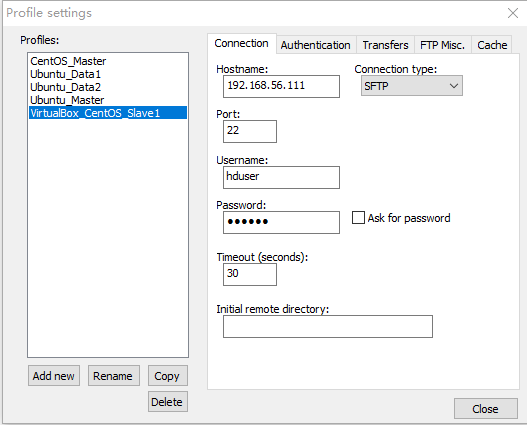 Profile settings
Profiles:
CentOS_Master
Ubuntu_Data1
Ubuntu_Data2
Ubuntu_Master
VirtualBox_CentOS_Slave1
Add new Rename Copy
Delete
Connection Authentication Transfers FTP Misc. Cache
Hostname: Connection type:
192.168.56.111 SFTP
Port:
22
Username:
hduser
Password:
●●●●●● Ask for password
Timeout (seconds):
30
Initial remote directory:
Close